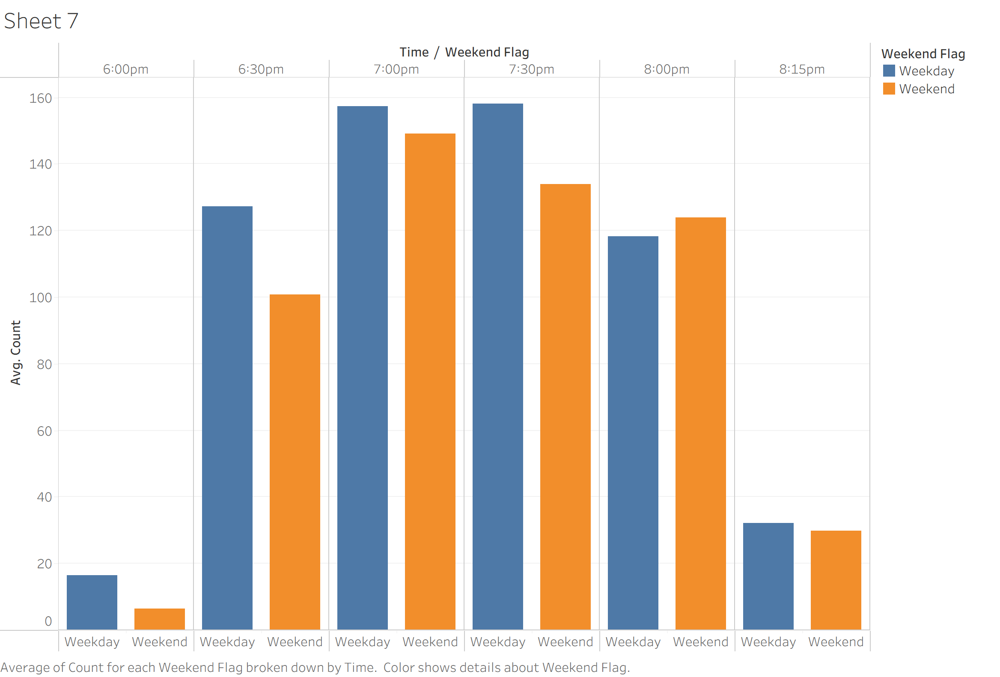 Sheet 7
Time / Weekend Flag
6:00pm 6:30pm 7:00pm 7:30pm 8:00pm 8:15pm
Weekend Flag
Weekday
Weekend
160
140
120
100
80
60
40
20
0
Avg. Count
Weekday Weekend Weekday Weekend Weekday Weekend Weekday Weekend Weekday Weekend Weekday Weekend
Average of Count for each Weekend Flag broken down by Time. Color shows details about Weekend Flag.